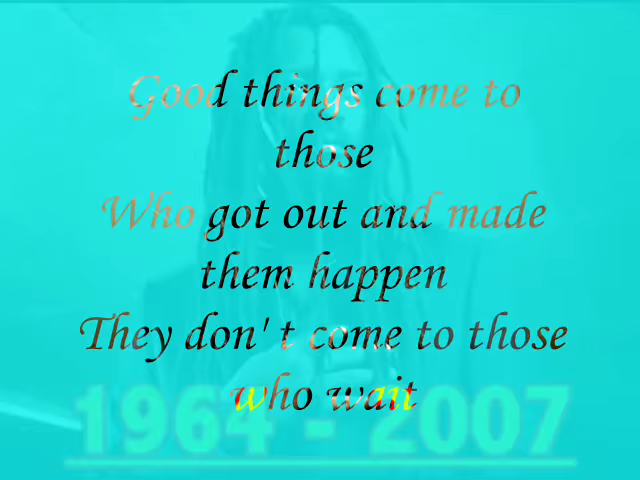 Good things come to
those
Who got out and made
them happen
They don' t come to those
who wait
1964 - 2007